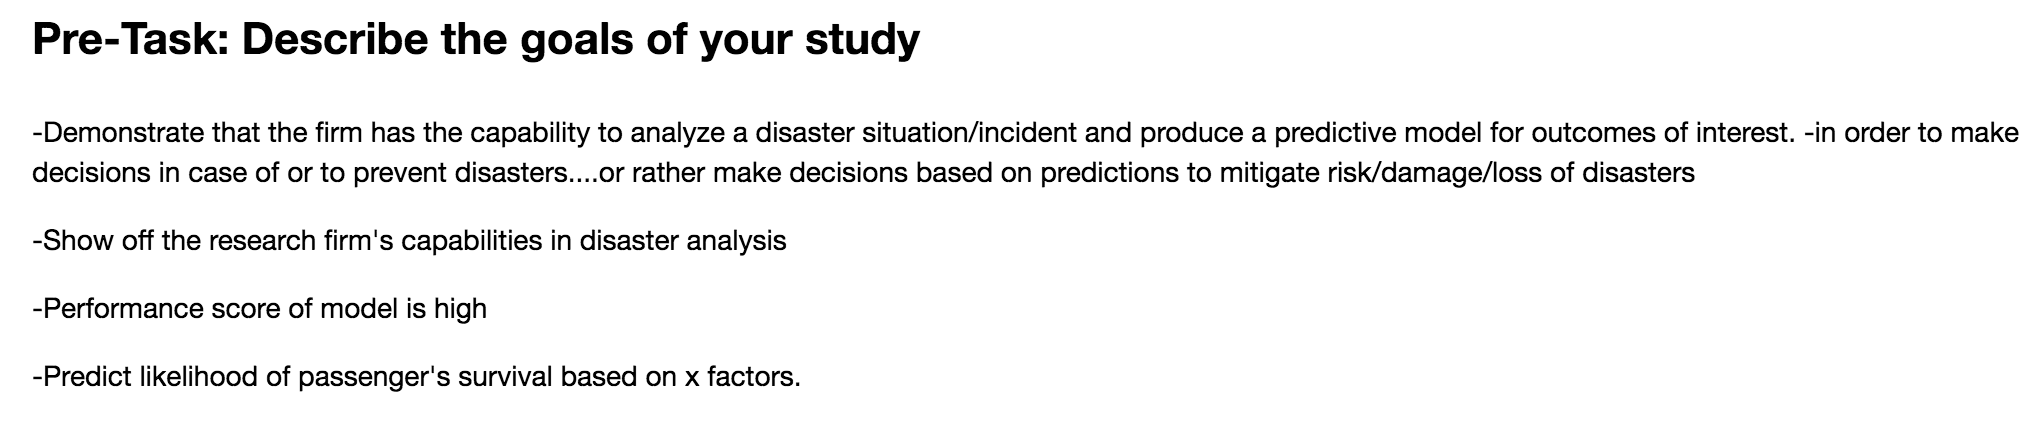 Pre-Task: Describe the goals of your study
-Demonstrate that the firm has the capability to analyze a disaster situation/incident and produce a predictive model for outcomes of interest. -in order to make
decisions in case of or to prevent disasters....or rather make decisions based on predictions to mitigate risk/damage/loss of disasters
-Show off the research firm's capabilities in disaster analysis
-Performance score of model is high
-Predict likelihood of passenger's survival based on x factors.